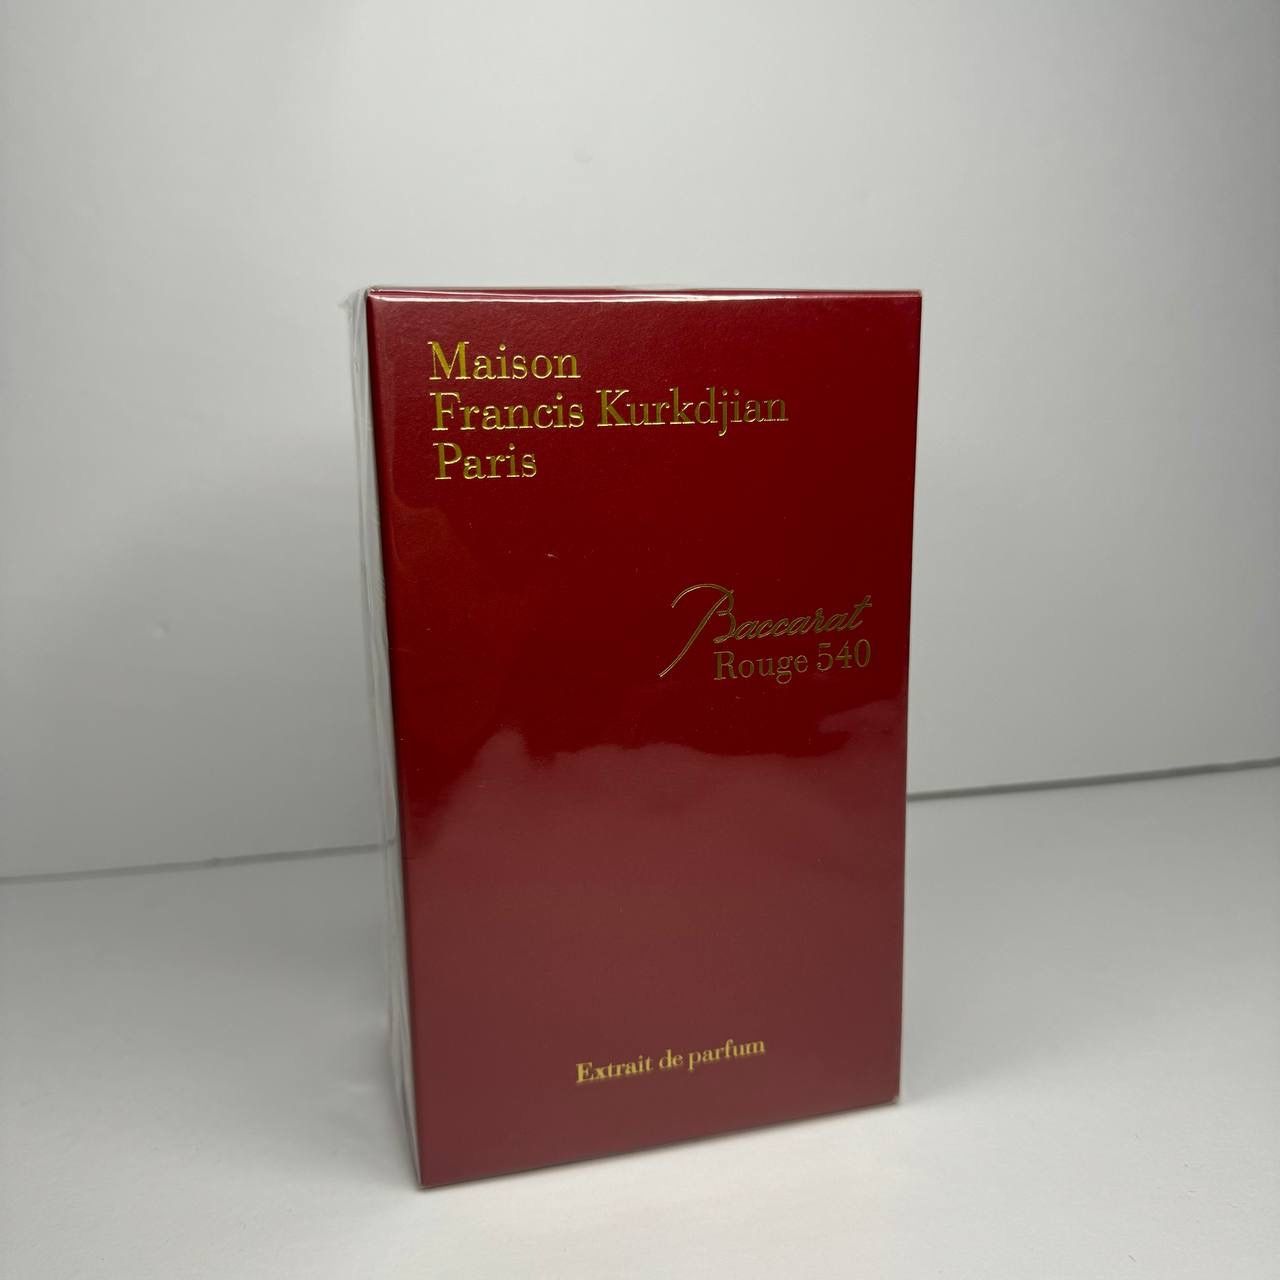 Maison
Francis Kurkdjian
Paris
Baccarat
Rouge 540
Extrait de parfum